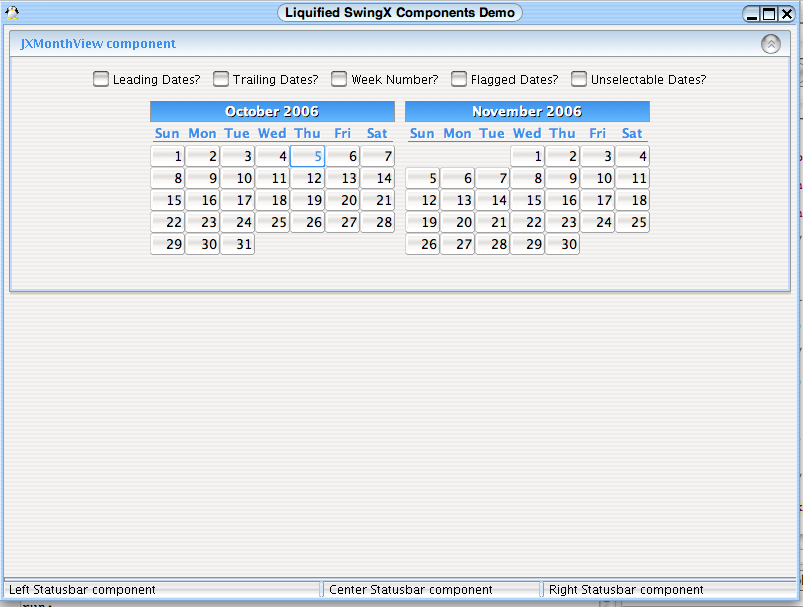 Liquified SwingX Components Demo
JXMonthView component
Leading Dates? Trailing Dates? Week Number? Flagged Dates? Unselectable Dates?
October 2006 November 2006
Sun Mon Tue Wed Thu Fri Sat Sun Mon Tue Wed Thu Fri Sat
1 2 3 4 5 6 7 1 2 3 4
8 9 10 11 12 13 14 5 6 7 8 9 10 11
15 16 17 18 19 20 21 12 13 14 15 16 17 18
22 23 24 25 26 27 28 19 20 21 22 23 24 25
29 30 31 26 27 28 29 30
Left Statusbar component Center Statusbar component Right Statusbar component